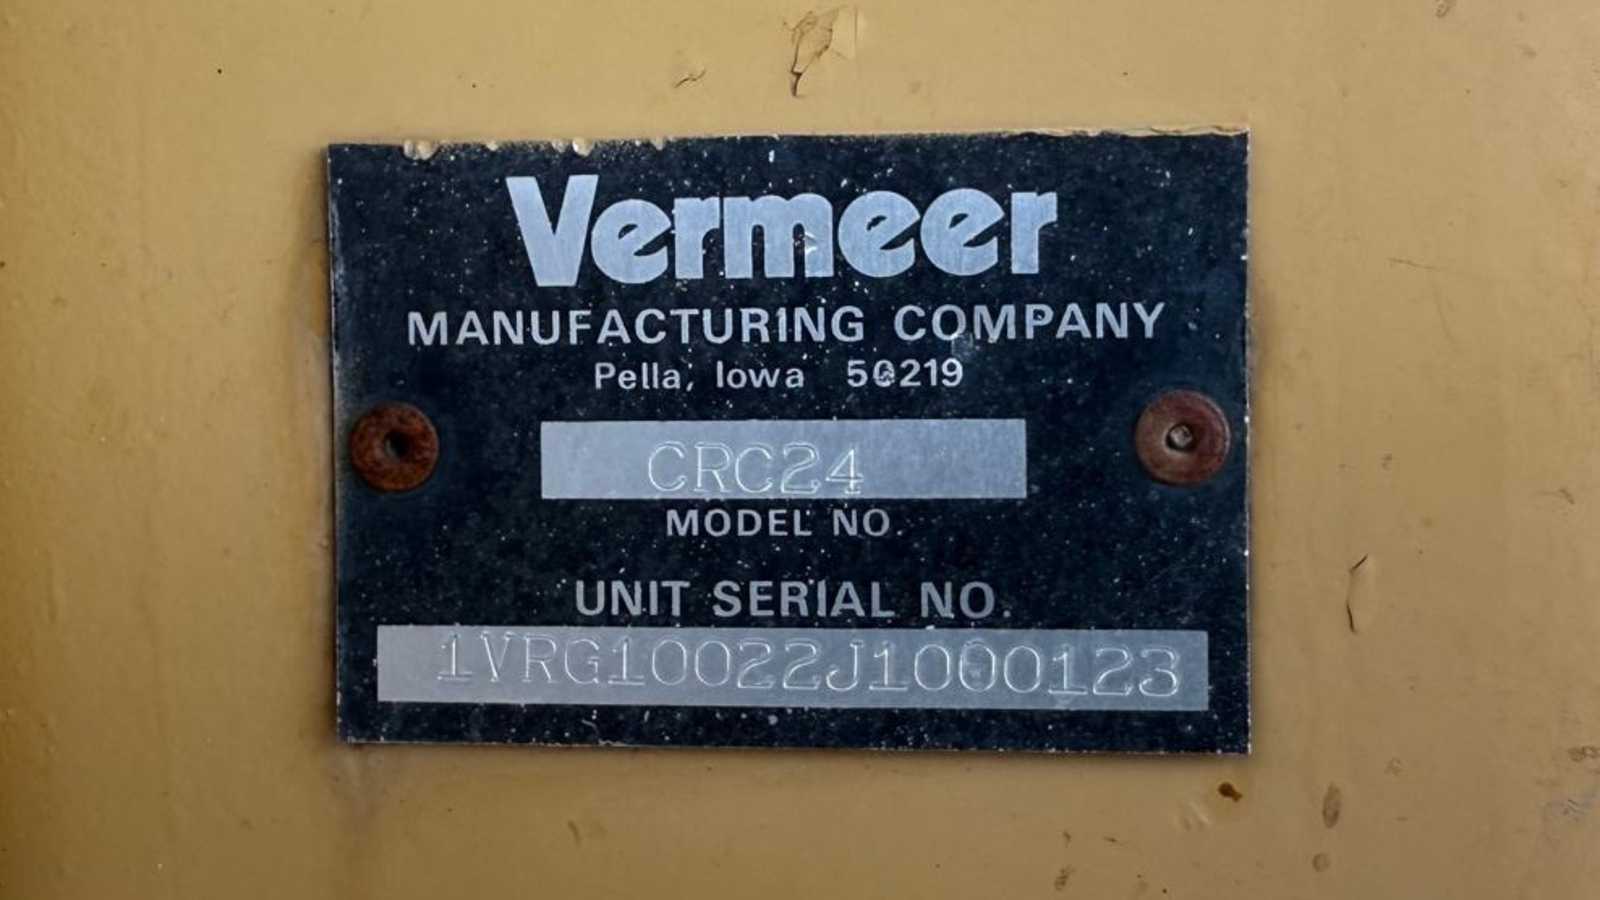 Vermeer
MANUFACTURING COMPANY
Pella, Iowa 50219
CRC24
MODEL NO.
UNIT SERIAL NO.
1VRG10022J1000123